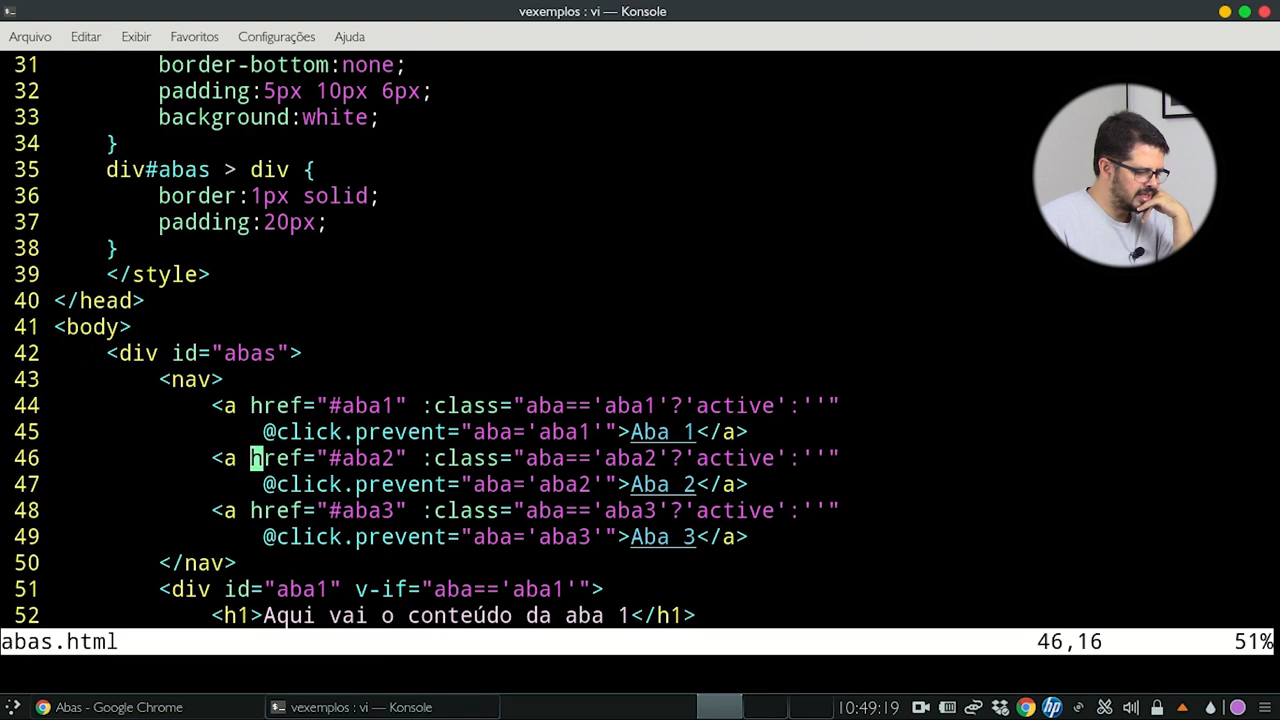 vexemplos : vi — Konsole
Arquivo Editar Exibir Favoritos Configurações Ajuda
31 border-bottom:none;
32 padding:5px 10px 6px;
33 background:white;
34 }
35 div#abas > div {
36 border:1px solid;
37 padding:20px;
38 }
39 </style>
40 </head>
41 <body>
42 <div id="abas">
43 <nav>
44 <a href="#aba1" :class="aba=='aba1'?'active':''"
45 @click.prevent="aba='aba1'">Aba 1</a>
46 <a href="#aba2" :class="aba=='aba2'?'active':''"
47 @click.prevent="aba='aba2'">Aba 2</a>
48 <a href="#aba3" :class="aba=='aba3'?'active':''"
49 @click.prevent="aba='aba3'">Aba 3</a>
50 </nav>
51 <div id="aba1" v-if="aba=='aba1'">
52 <h1>Aqui vai o conteúdo da aba 1</h1>
abas.html 46,16 51%
Abas - Google Chrome vexemplos : vi — Konsole 10:49:19 hp